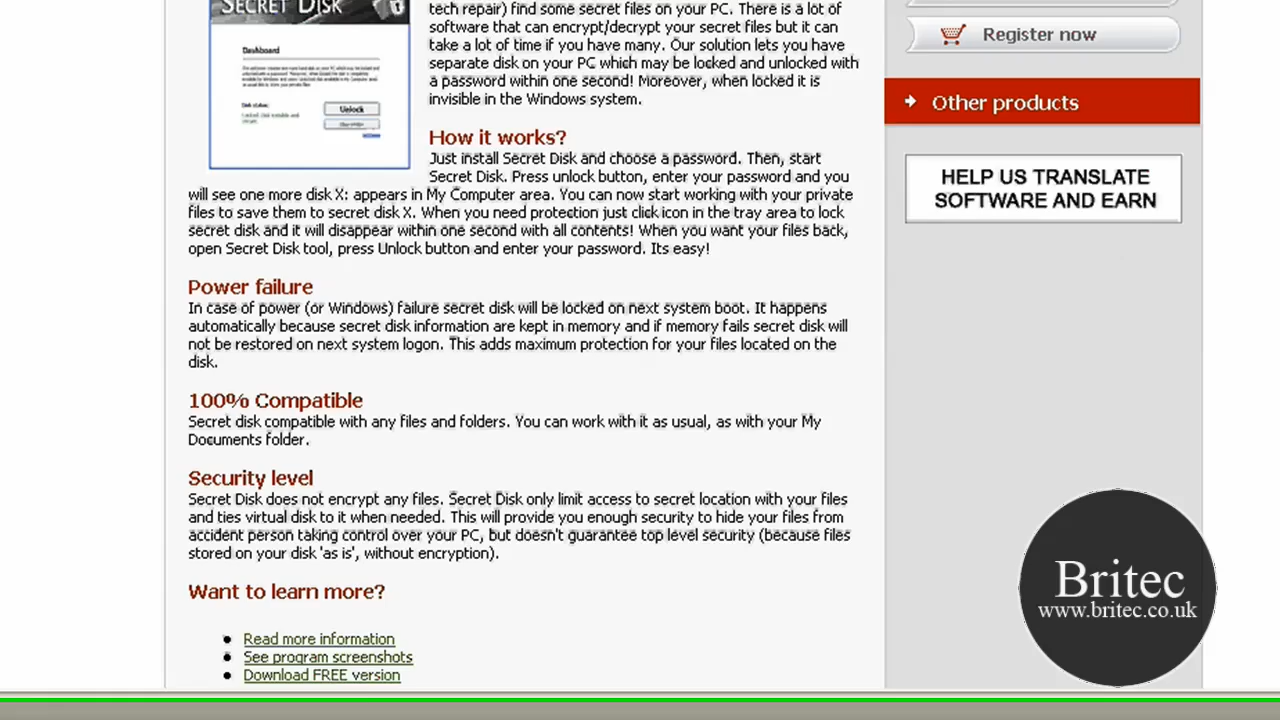 SECRET DISK
tech repair) find some secret files on your PC. There is a lot of
software that can encrypt/decrypt your secret files but it can
take a lot of time if you have many. Our solution lets you have
separate disk on your PC which may be locked and unlocked with
a password within one second! Moreover, when locked it is
invisible in the Windows system.
Dashboard
Disk status:
Unlock
How it works?
Just install Secret Disk and choose a password. Then, start
Secret Disk. Press unlock button, enter your password and you
will see one more disk X: appears in My Computer area. You can now start working with your private
files to save them to secret disk X. When you need protection just click icon in the tray area to lock
secret disk and it will disappear within one second with all contents! When you want your files back,
open Secret Disk tool, press Unlock button and enter your password. Its easy!
Power failure
In case of power (or Windows) failure secret disk will be locked on next system boot. It happens
automatically because secret disk information are kept in memory and if memory fails secret disk will
not be restored on next system logon. This adds maximum protection for your files located on the
disk.
100% Compatible
Secret disk compatible with any files and folders. You can work with it as usual, as with your My
Documents folder.
Security level
Secret Disk does not encrypt any files. Secret Disk only limit access to secret location with your files
and ties virtual disk to it when needed. This will provide you enough security to hide your files from
accident person taking control over your PC, but doesn't guarantee top level security (because files
stored on your disk 'as is', without encryption).
Want to learn more?
Read more information
See program screenshots
Download FREE version
Register now
Other products
HELP US TRANSLATE
SOFTWARE AND EARN
Britec
www.britec.co.uk